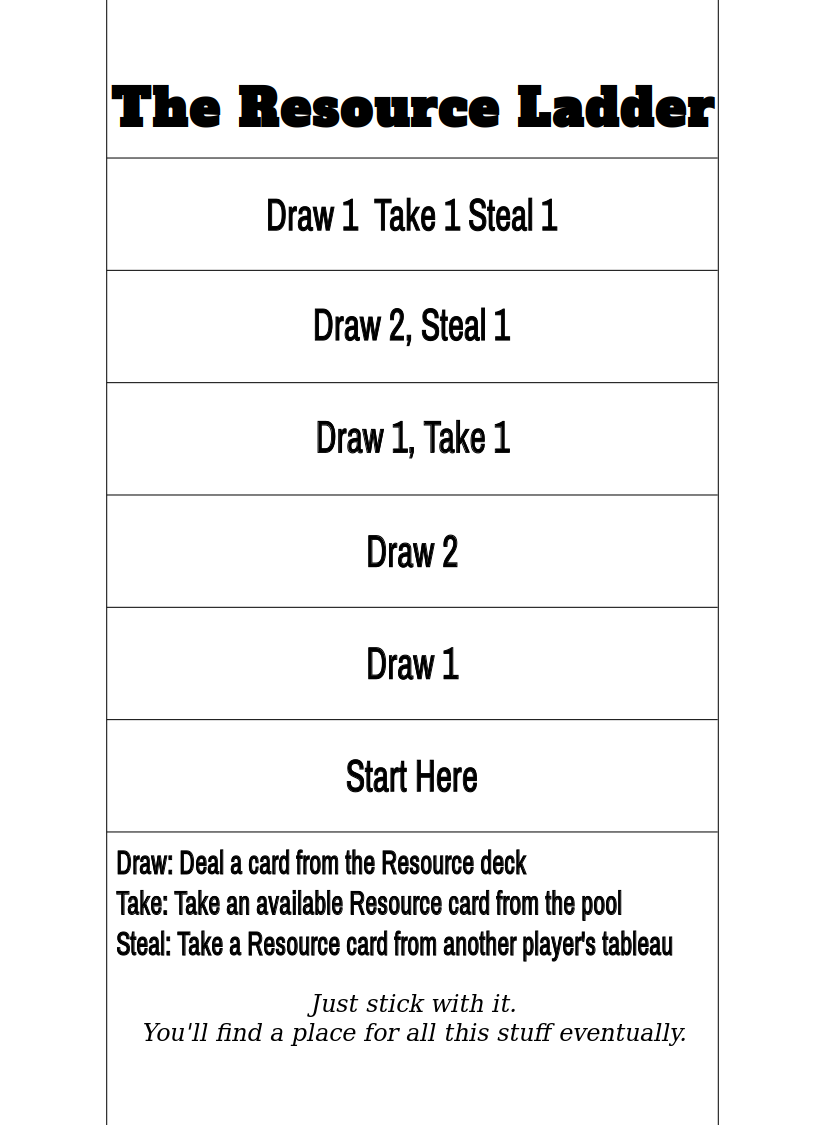 The Resource Ladder
Draw 1  Take 1 Steal 1
Draw 2, Steal 1
Draw 1, Take 1
Draw 2
Draw 1
Start Here
Draw: Deal a card from the Resource deck
Take: Take an available Resource card from the pool
Steal: Take a Resource card from another player's tableau
Just stick with it.
You'll find a place for all this stuff eventually.